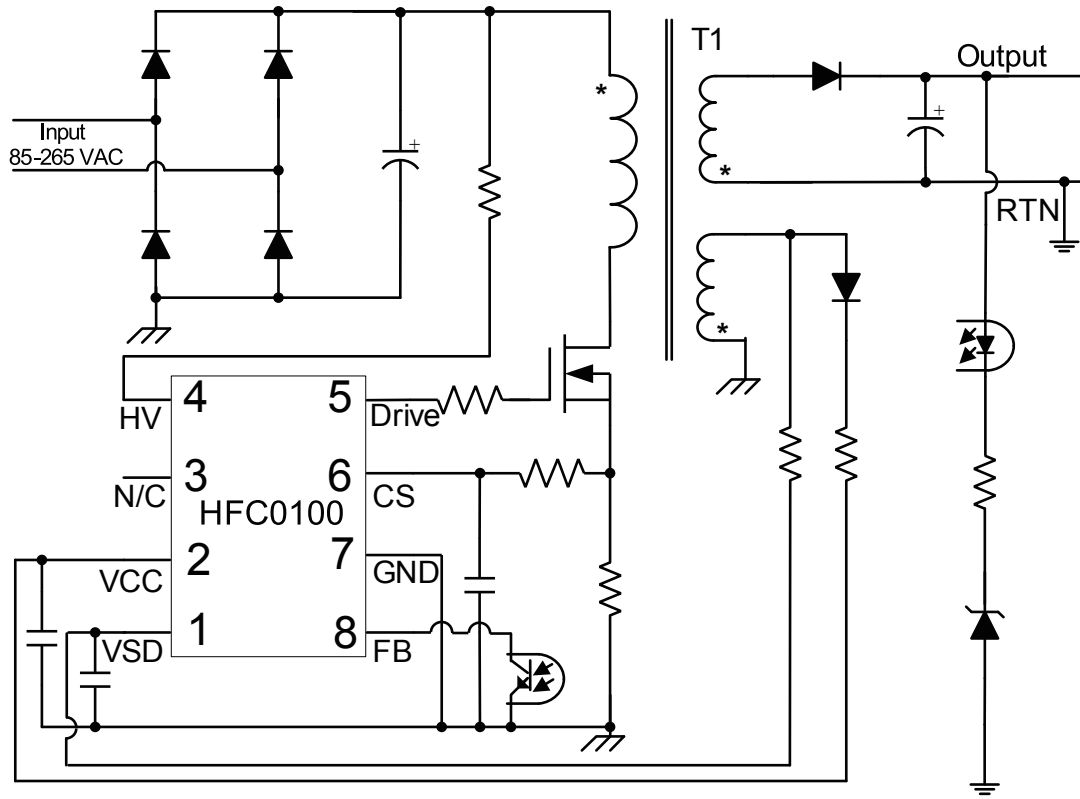 T1
Output
*
+
+
Input
85-265 VAC
*
RTN
*
4
5
HV
Drive
3
6
N/C
CS
HFC0100
2
7
VCC
GND
1
8
VSD
FB